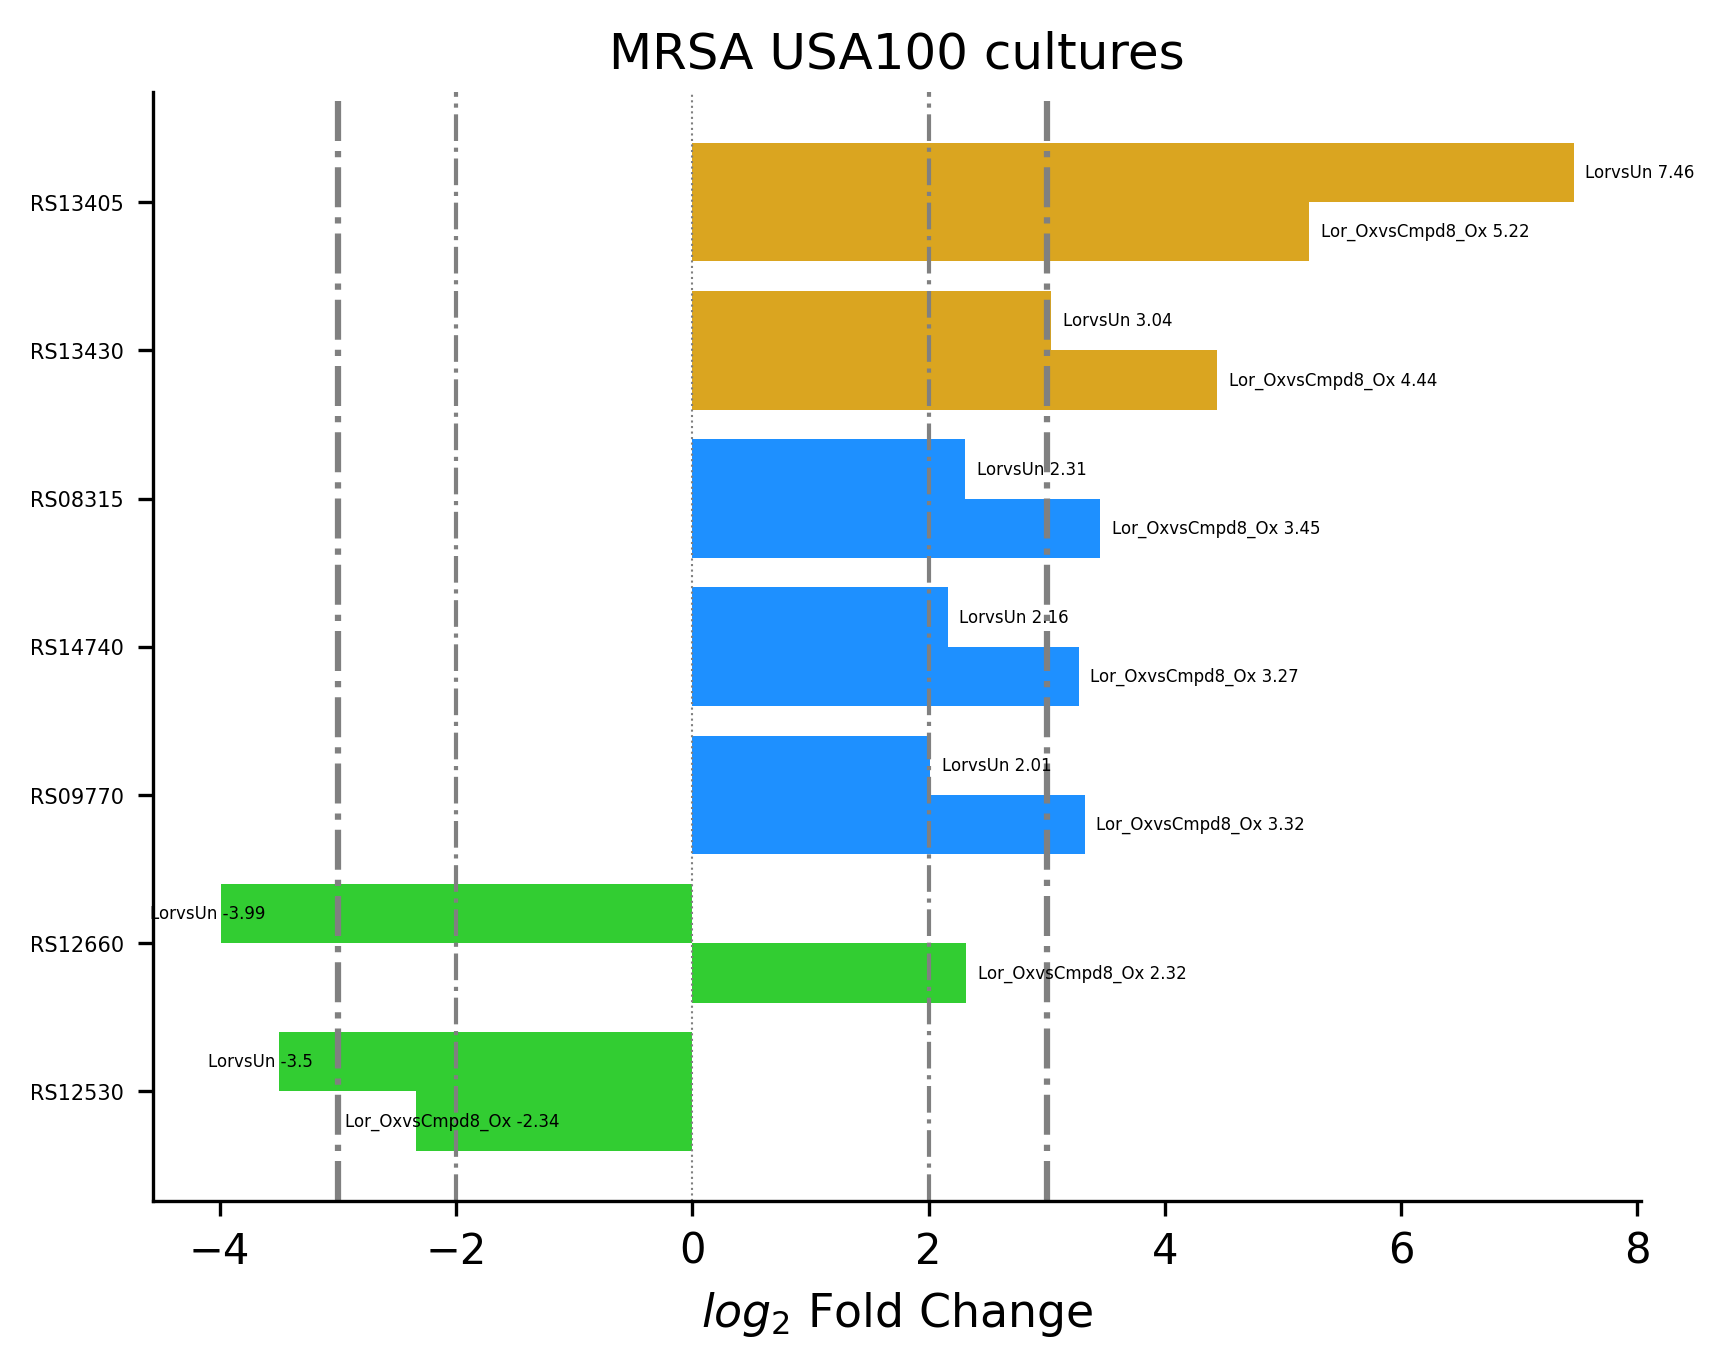 MRSA USA100 cultures
LorvsUn 7.46
RS13405
Lor_OxvsCmpd8_Ox 5.22
LorvsUn 3.04
RS13430
Lor_OxvsCmpd8_Ox 4.44
LorvsUn 2.31
RS08315
Lor_OxvsCmpd8_Ox 3.45
LorvsUn 2.16
RS14740
Lor_OxvsCmpd8_Ox 3.27
LorvsUn 2.01
RS09770
Lor_OxvsCmpd8_Ox 3.32
LorvsUn -3.99
RS12660
Lor_OxvsCmpd8_Ox 2.32
LorvsUn -3.5
RS12530
Lor_OxvsCmpd8_Ox -2.34
−4 −2 0 2 4 6 8
log₂ Fold Change